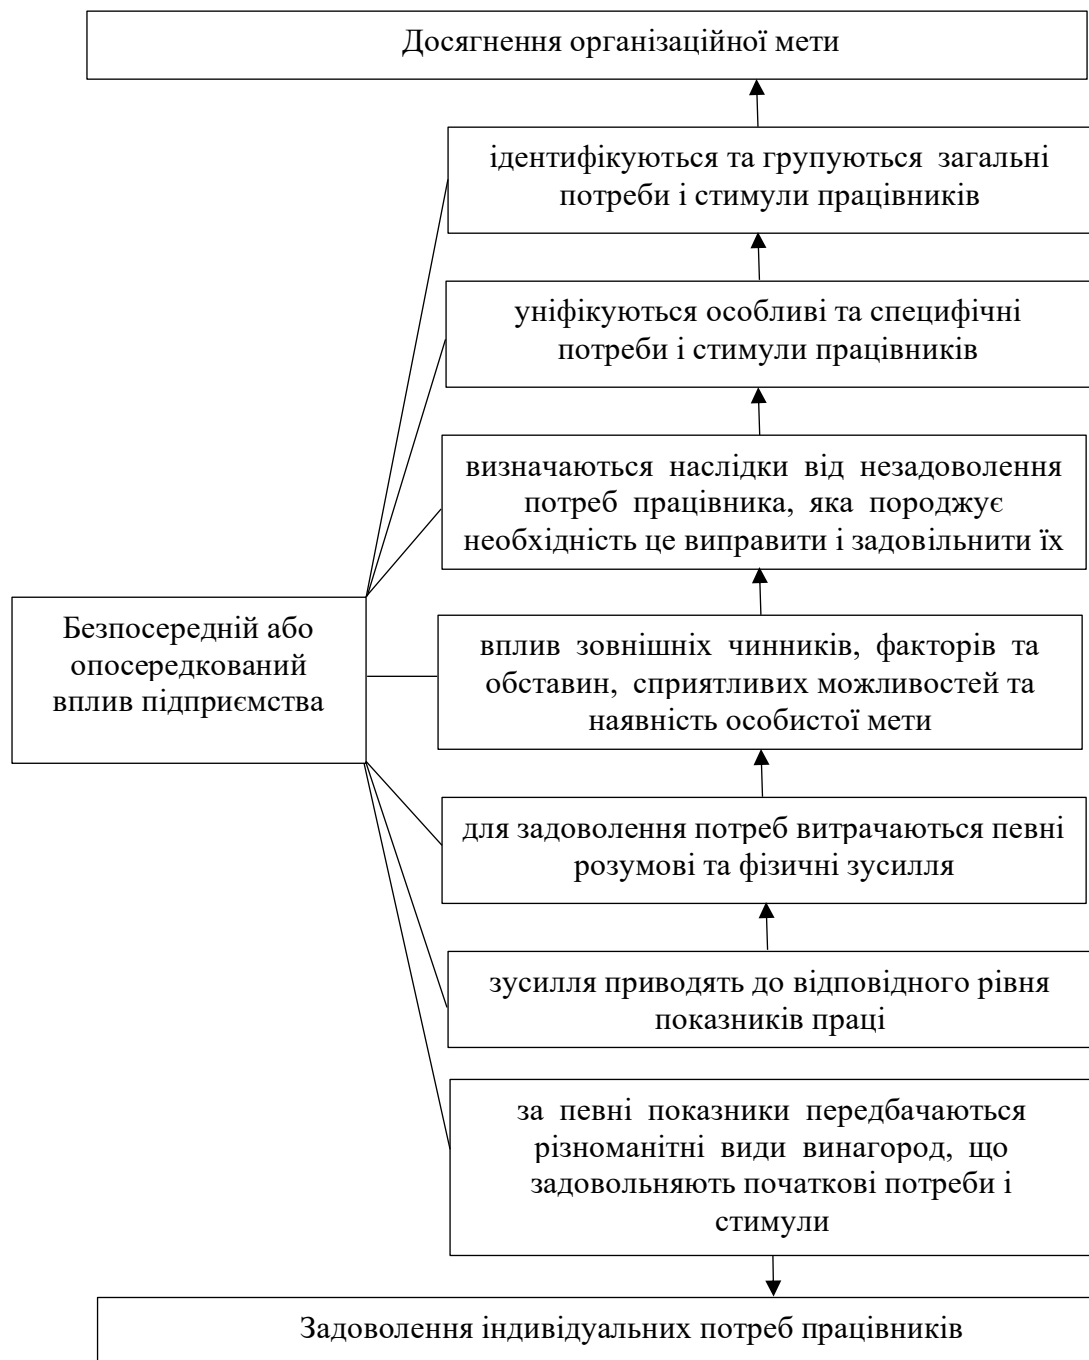 Досягнення організаційної мети
ідентифікуються та групуються загальні
потреби і стимули працівників
уніфікуються особливі та специфічні
потреби і стимули працівників
визначаються наслідки від незадоволення
потреб працівника, яка породжує
необхідність це виправити і задовільнити їх
Безпосередній або
опосередкований
вплив підприємства
вплив зовнішніх чинників, факторів та
обставин, сприятливих можливостей та
наявність особистої мети
для задоволення потреб витрачаються певні
розумові та фізичні зусилля
зусилля приводять до відповідного рівня
показників праці
за певні показники передбачаються
різноманітні види винагород, що
задовольняють початкові потреби і
стимули
Задоволення індивідуальних потреб працівників